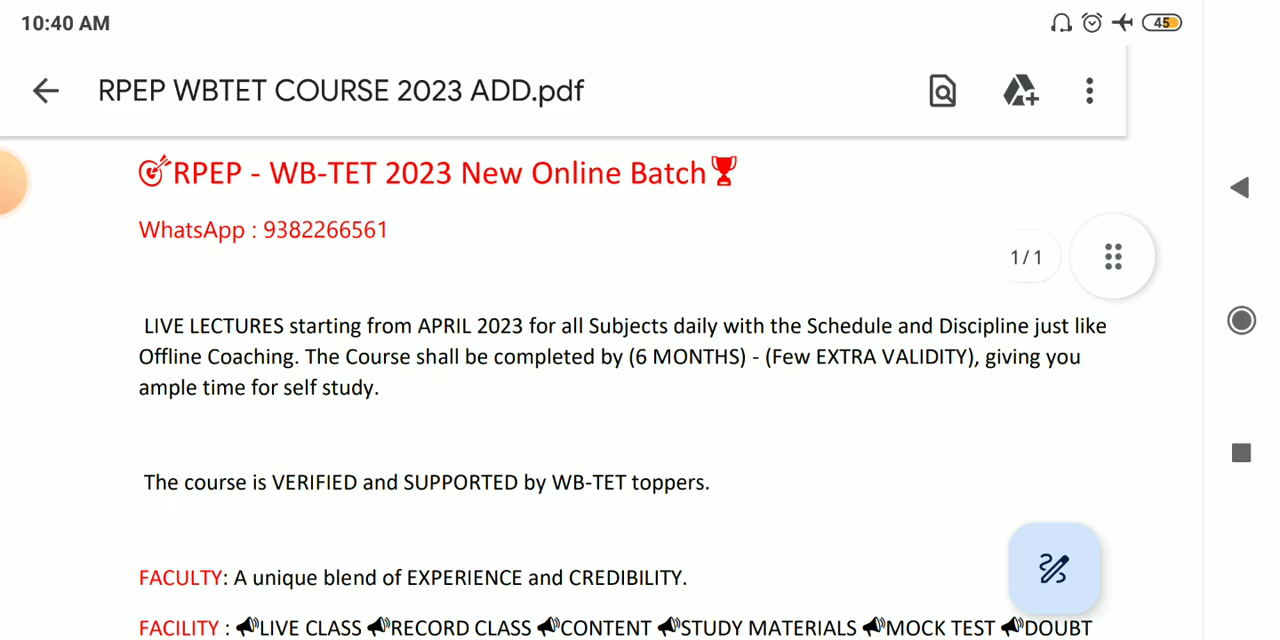 10:40 AM
45
RPEP WBTET COURSE 2023 ADD.pdf
RPEP - WB-TET 2023 New Online Batch
WhatsApp : 9382266561
1/1
LIVE LECTURES starting from APRIL 2023 for all Subjects daily with the Schedule and Discipline just like
Offline Coaching. The Course shall be completed by (6 MONTHS) - (Few EXTRA VALIDITY), giving you
ample time for self study.
The course is VERIFIED and SUPPORTED by WB-TET toppers.
FACULTY: A unique blend of EXPERIENCE and CREDIBILITY.
FACILITY : LIVE CLASS RECORD CLASS CONTENT STUDY MATERIALS MOCK TEST DOUBT